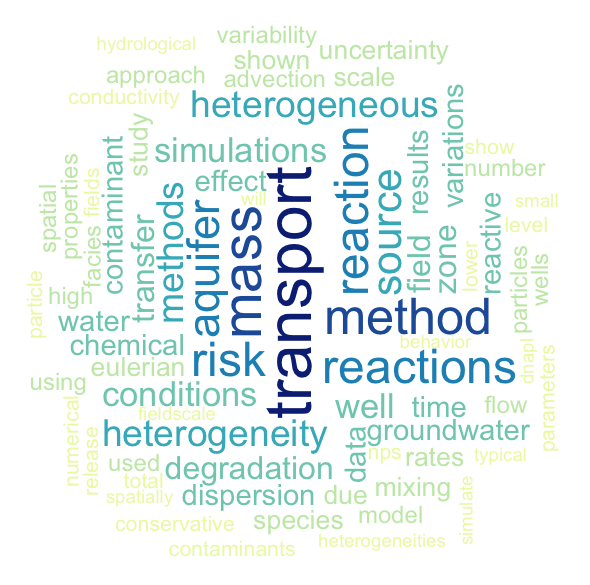 variability
hydrological
shown
uncertainty
approach
advection
scale
conductivity
heterogeneous
variations
study
contaminant
simulations
reaction
results
show
number
spatial
properties
fields
facies
transfer
methods
effect
will
aquifer
mass
transport
source
field
zone
lower
reactive
small
level
particles
wells
particle
high
water
chemical
eulerian
risk
method
behavior
reactions
dnapl
parameters
using
conditions
fieldscale
well
time
flow
heterogeneity
groundwater
numerical
release
used
total
spatially
degradation
data
nps
rates
typical
dispersion
due
mixing
simulate
conservative
species
model
contaminants
heterogeneities